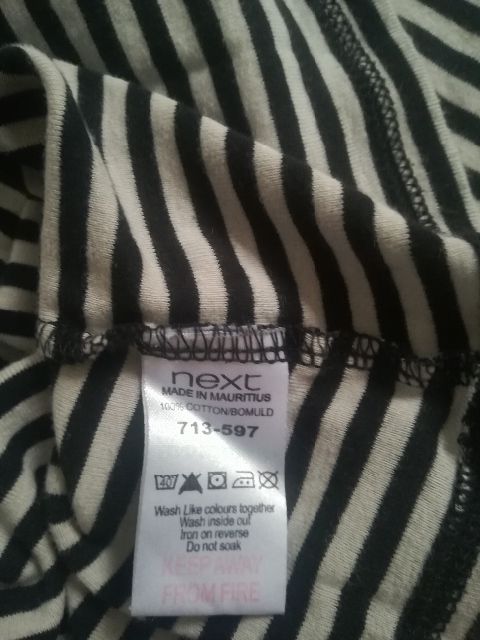 next
MADE IN MAURITIUS
100% COTTON/BOMULD
713-597
40
Wash Like colours together
Wash inside out
Iron on reverse
Do not soak
KEEP AWAY
FROM FIRE